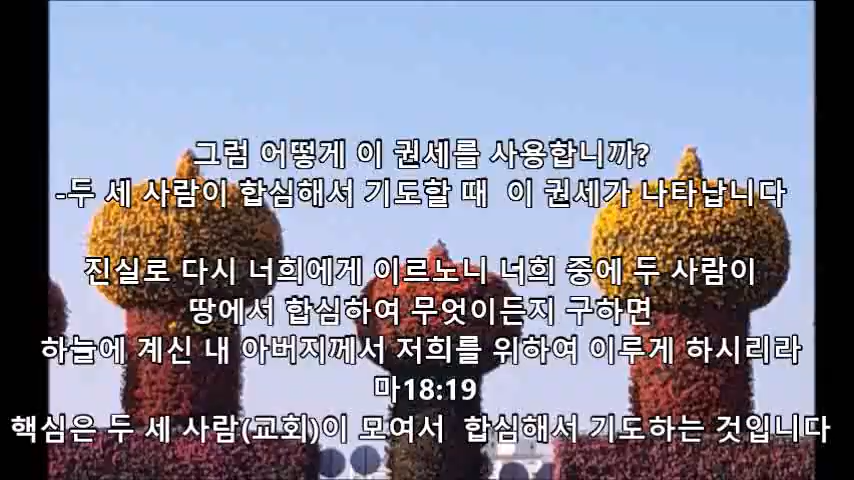 그럼 어떻게 이 권세를 사용합니까?
-두 세 사람이 합심해서 기도할 때 이 권세가 나타납니다
진실로 다시 너희에게 이르노니 너희 중에 두 사람이
땅에서 합심하여 무엇이든지 구하면
하늘에 계신 내 아버지께서 저희를 위하여 이루게 하시리라
마18:19
핵심은 두 세 사람(교회)이 모여서 합심해서 기도하는 것입니다